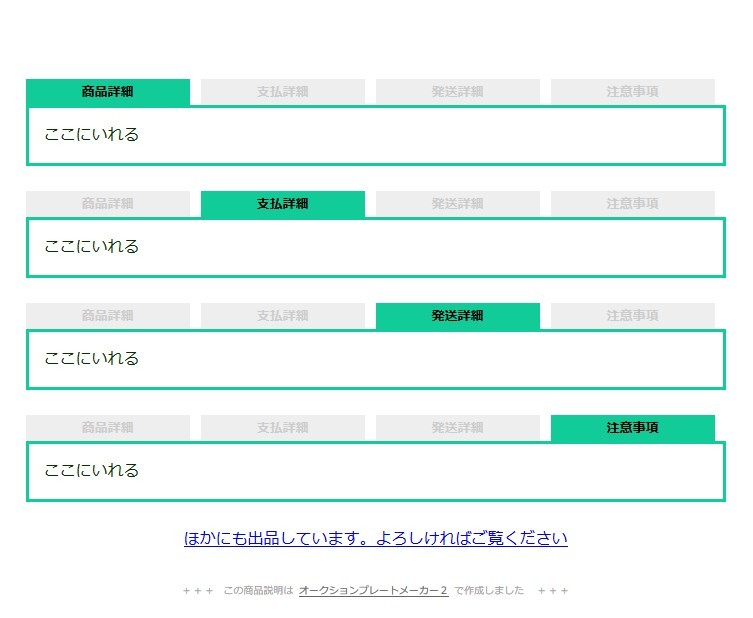 商品詳細 支払詳細 発送詳細 注意事項
ここにいれる
商品詳細 支払詳細 発送詳細 注意事項
ここにいれる
商品詳細 支払詳細 発送詳細 注意事項
ここにいれる
商品詳細 支払詳細 発送詳細 注意事項
ここにいれる
ほかにも出品しています。よろしければご覧ください
+ + + この商品説明は オークションプレートメーカー2 で作成しました + + +